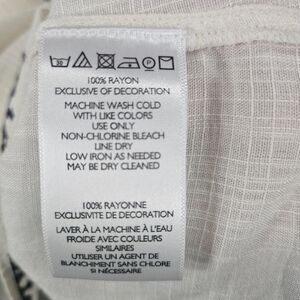 30 P
100% RAYON
EXCLUSIVE OF DECORATION
MACHINE WASH COLD
WITH LIKE COLORS
USE ONLY
NON-CHLORINE BLEACH
LINE DRY
LOW IRON AS NEEDED
MAY BE DRY CLEANED
100% RAYONNE
EXCLUSIVITE DE DECORATION
LAVER À LA MACHINE À L'EAU
FROIDE AVEC COULEURS
SIMILAIRES
UTILISER UN AGENT DE
BLANCHIMENT SANS CHLORE
SI NÉCESSAIRE